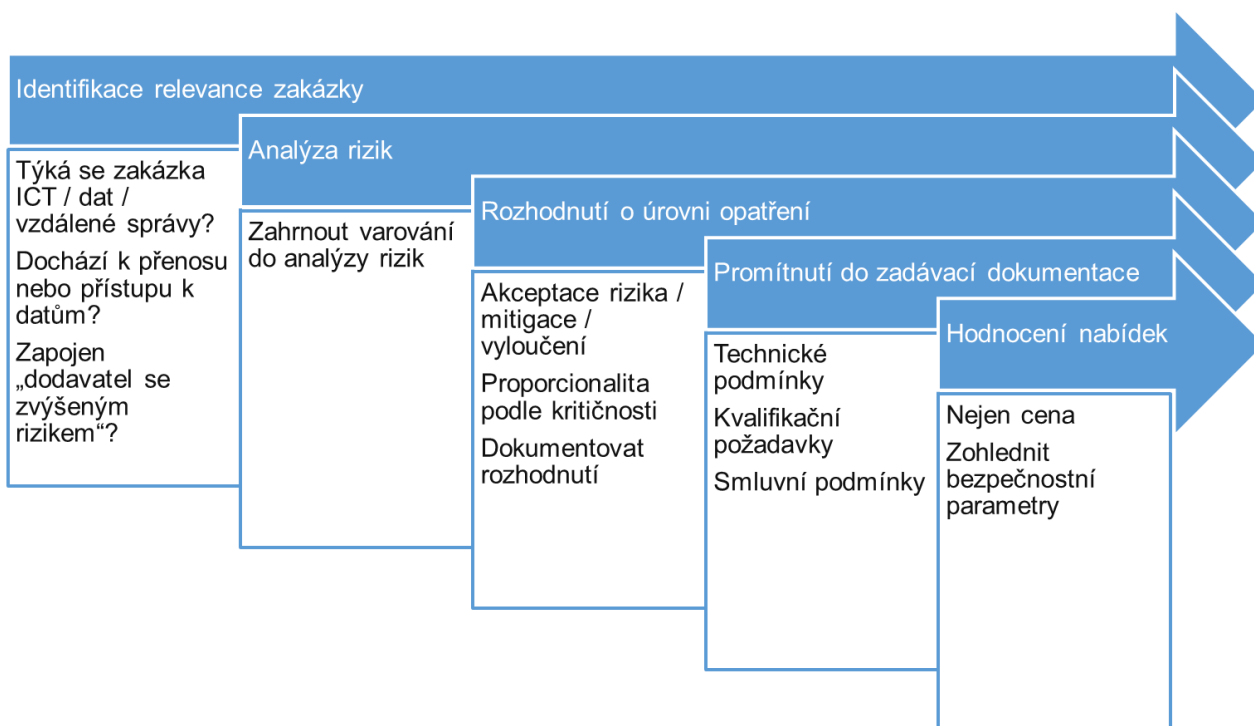 Identifikace relevance zakázky
Týká se zakázka
ICT / dat /
vzdálené správy?
Dochází k přenosu
nebo přístupu k
datům?
Zapojen
„dodavatel se
zvýšeným
rizikem“?
Analýza rizik
Zahrnout varování
do analýzy rizik
Rozhodnutí o úrovni opatření
Akceptace rizika /
mitigace /
vyloučení
Proporcionalita
podle kritičnosti
Dokumentovat
rozhodnutí
Promítnutí do zadávací dokumentace
Technické
podmínky
Kvalifikační
požadavky
Smluvní podmínky
Hodnocení nabídek
Nejen cena
Zohlednit
bezpečnostní
parametry